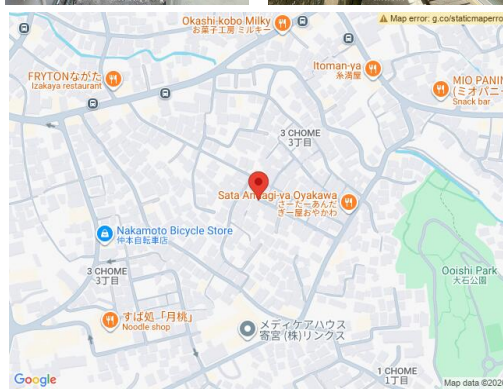 Map error: g.co/staticmaperro
Okashi-kobo Milky
お菓子工房 ミルキー
Itoman-ya
糸満屋
FRYTONながた
Izakaya restaurant
MIO PANIN
(ミオパニー
Snack bar
3 CHOME
3丁目
Sata Andagi-ya Oyakawa
さーたーあんだ
ぎー屋おやかわ
Nakamoto Bicycle Store
仲本自転車店
3 CHOME
3丁目
Ooishi Park
大石公園
すば処「月桃」
Noodle shop
メディケアハウス
寄宮 (株)リンクス
1 CHOME
1丁目
Google
Map data ©202